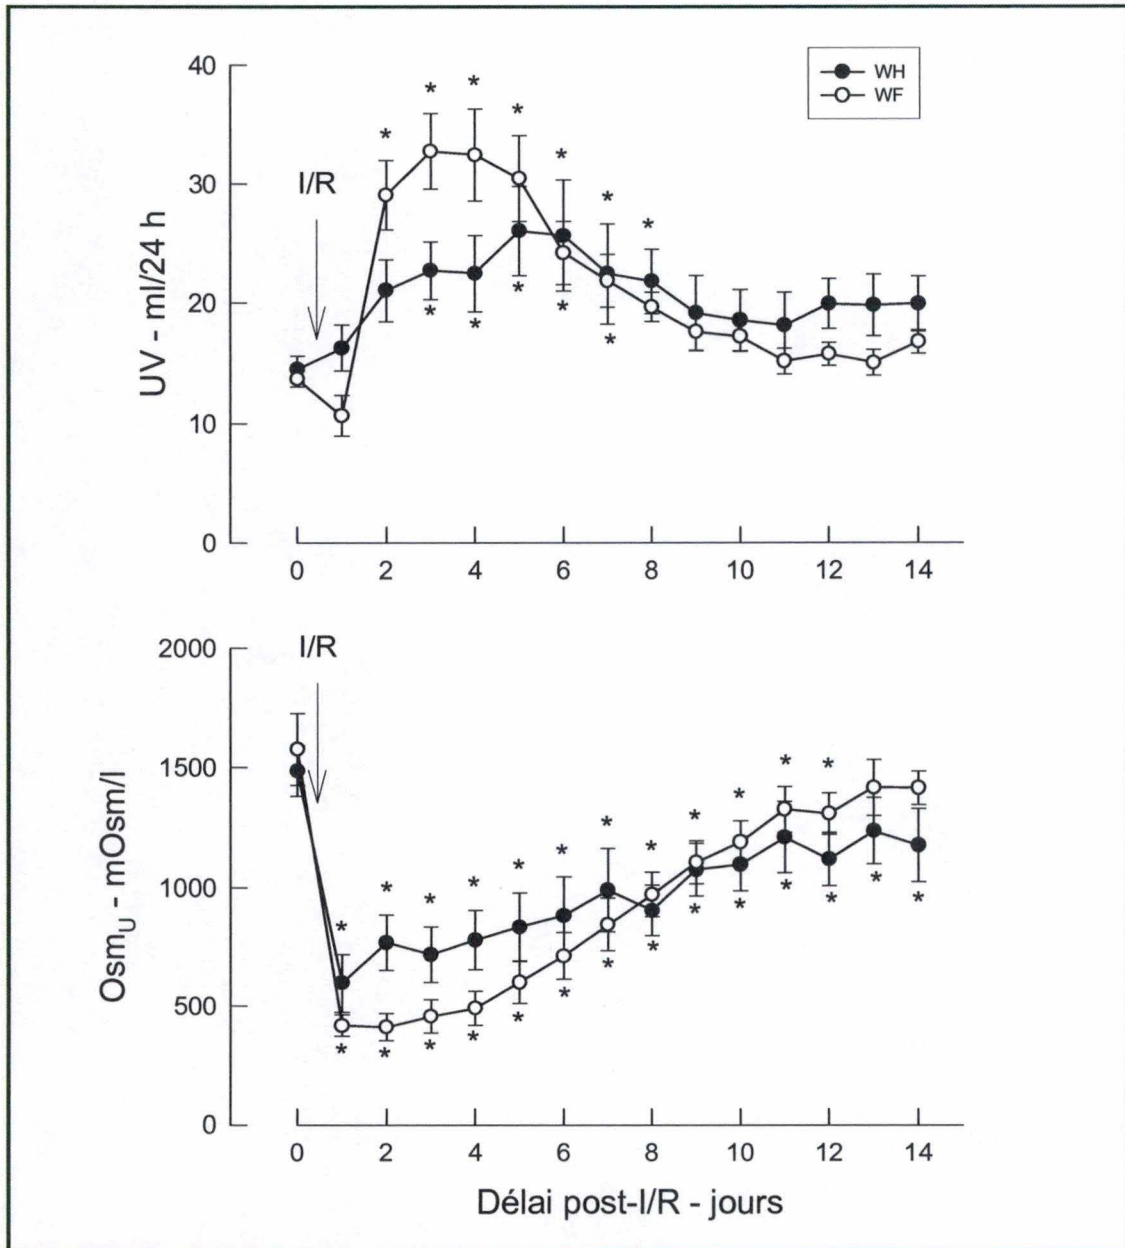 40
30
20
10
0
UV - ml/24 h
I/R
WH
WF
* * * * * * * *
* * * * *
0 2 4 6 8 10 12 14
2000
1500
1000
500
0
OsmU - mOsm/l
I/R
* * * * * * * * * * * *
* * * * * * * * * * * * * *
0 2 4 6 8 10 12 14
Délai post-I/R - jours